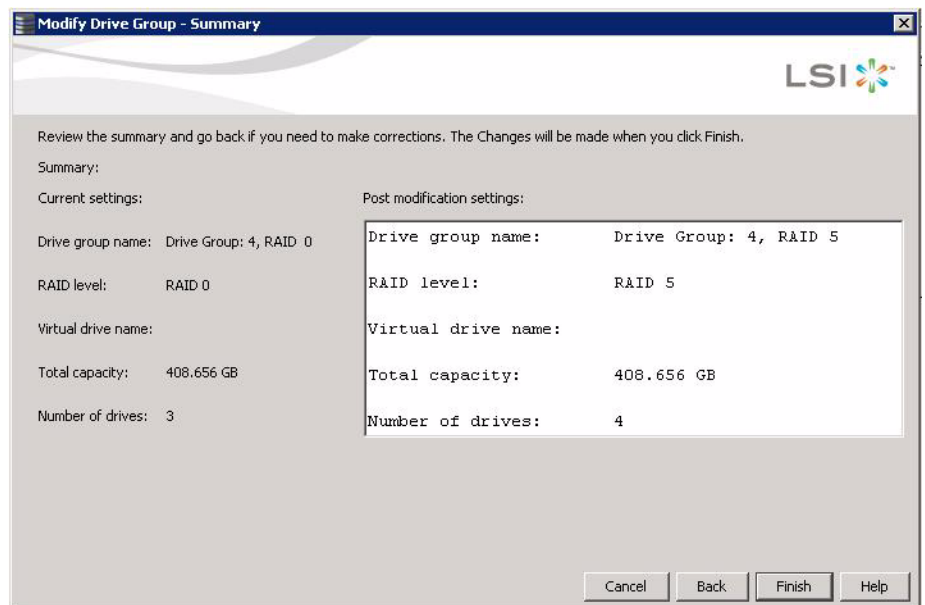 Modify Drive Group - Summary
LSI
Review the summary and go back if you need to make corrections. The Changes will be made when you click Finish.
Summary:
Current settings:
Drive group name: Drive Group: 4, RAID 0
RAID level: RAID 0
Virtual drive name:
Total capacity: 408.656 GB
Number of drives: 3
Post modification settings:
Drive group name: Drive Group: 4, RAID 5
RAID level: RAID 5
Virtual drive name:
Total capacity: 408.656 GB
Number of drives: 4
Cancel Back Finish Help